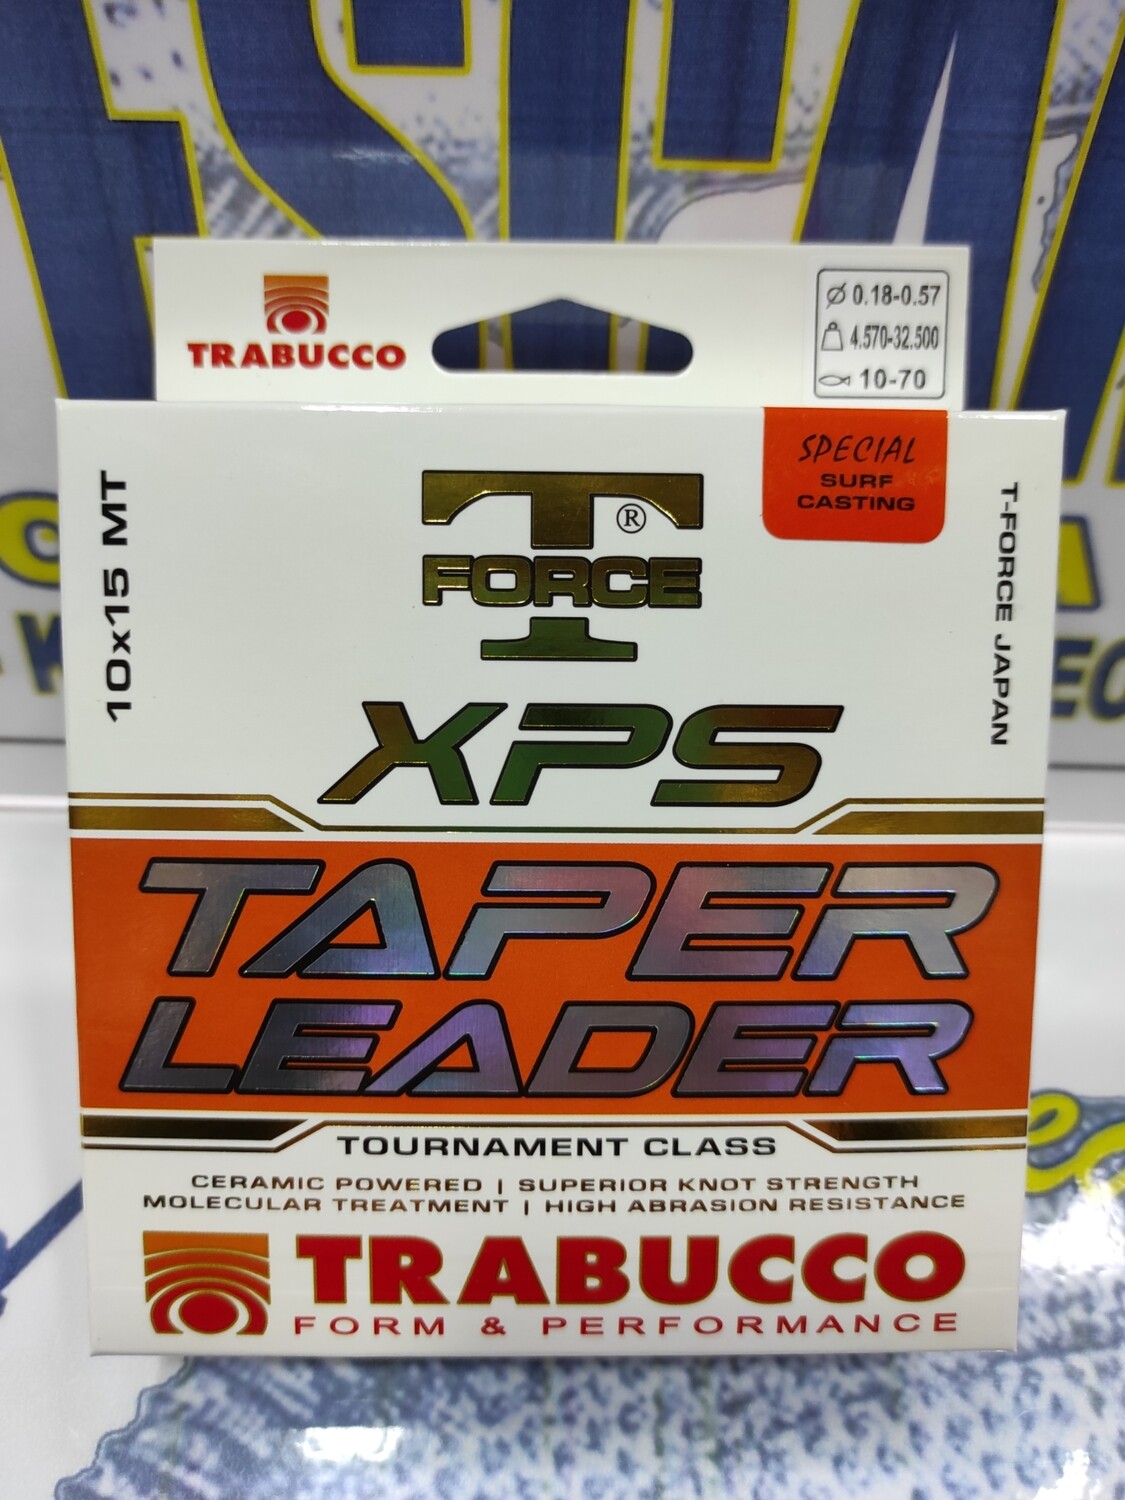 TRABUCCO
Ø 0.18-0.57
4.570-32.500
10-70
SPECIAL
SURF
CASTING
10x15 MT
T
®
FORCE
T-FORCE JAPAN
XPS
TAPER
LEADER
TOURNAMENT CLASS
CERAMIC POWERED | SUPERIOR KNOT STRENGTH
MOLECULAR TREATMENT | HIGH ABRASION RESISTANCE
TRABUCCO
FORM & PERFORMANCE